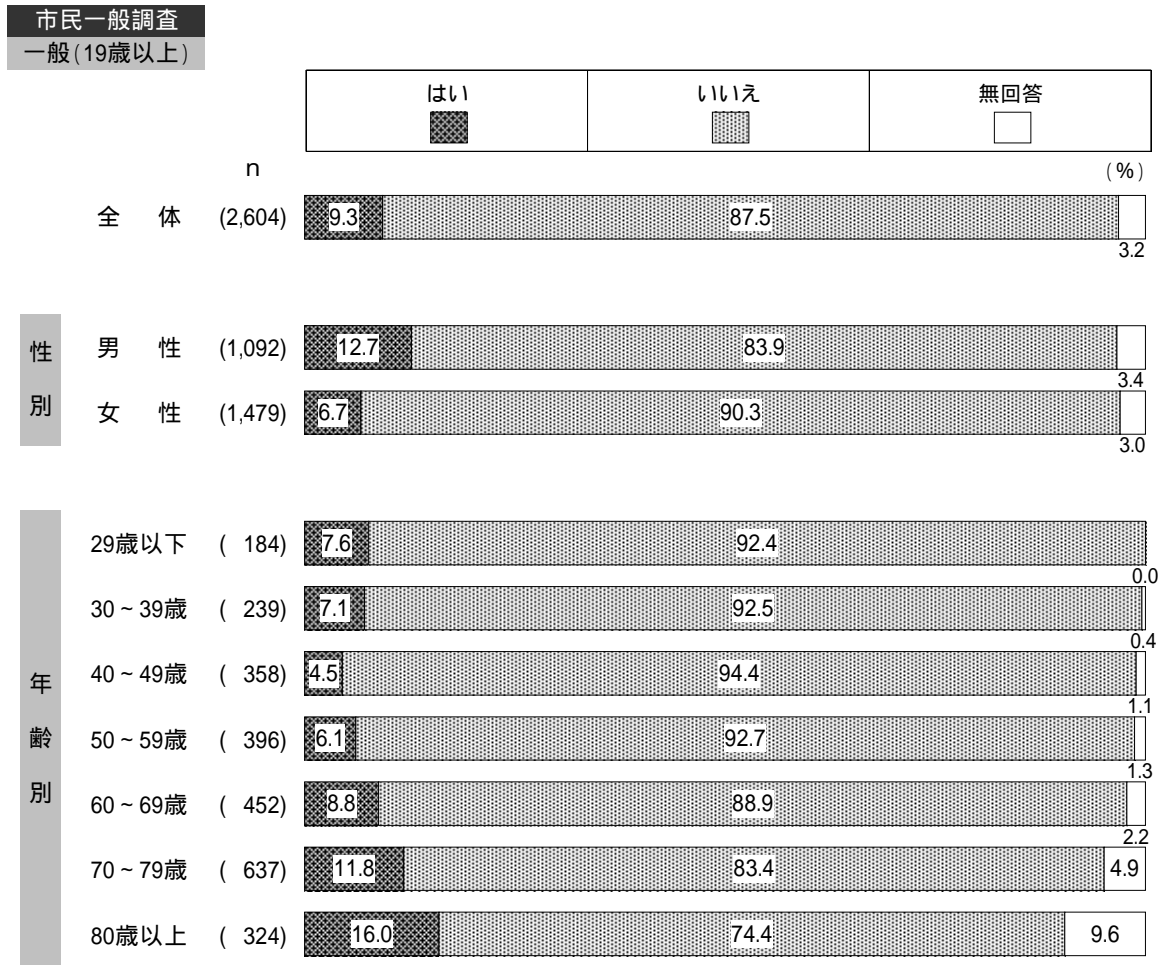 市民一般調査
一般(19歳以上)
はい いいえ 無回答
n (%)
全 体 (2,604) 9.3 87.5
3.2
性別
男 性 (1,092) 12.7 83.9
3.4
女 性 (1,479) 6.7 90.3
3.0
年齢別
29歳以下 ( 184) 7.6 92.4
0.0
30~39歳 ( 239) 7.1 92.5
0.4
40~49歳 ( 358) 4.5 94.4
1.1
50~59歳 ( 396) 6.1 92.7
1.3
60~69歳 ( 452) 8.8 88.9
2.2
70~79歳 ( 637) 11.8 83.4 4.9
80歳以上 ( 324) 16.0 74.4 9.6